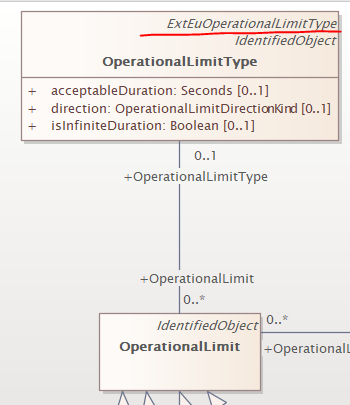 ExtEuOperationalLimitType
IdentifiedObject
OperationalLimitType
+ acceptableDuration: Seconds [0..1]
+ direction: OperationalLimitDirectionKind [0..1]
+ isInfiniteDuration: Boolean [0..1]
0..1
+OperationalLimitType
+OperationalLimit
0..*
IdentifiedObject
OperationalLimit
0..*
+OperationalL